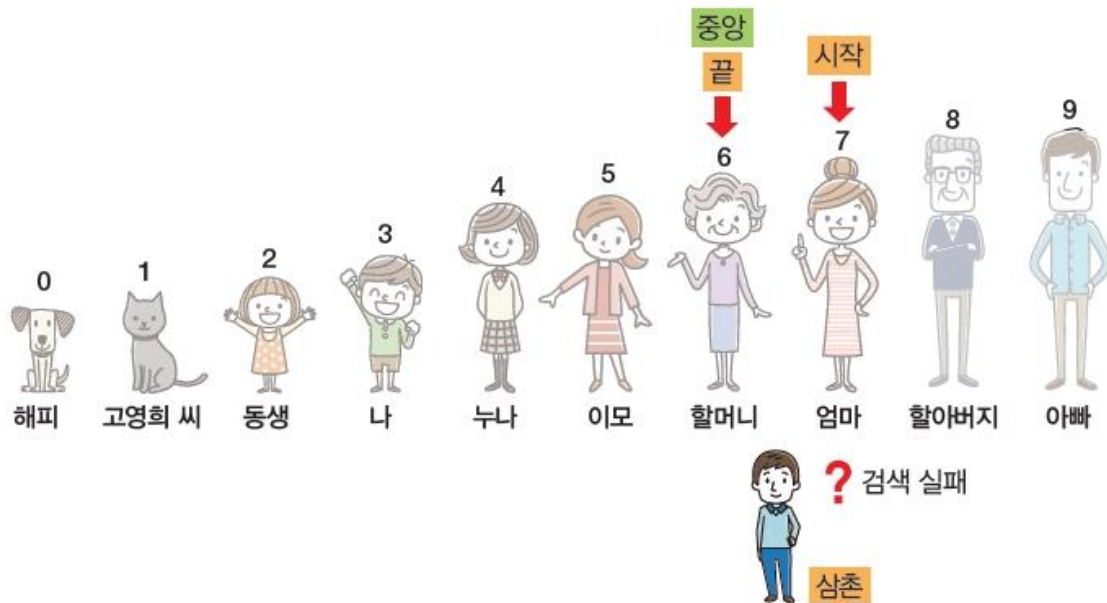 중앙
끝
시작
0
1
2
3
4
5
6
7
8
9
해피
고영희 씨
동생
나
누나
이모
할머니
엄마
할아버지
아빠
? 검색 실패
삼촌